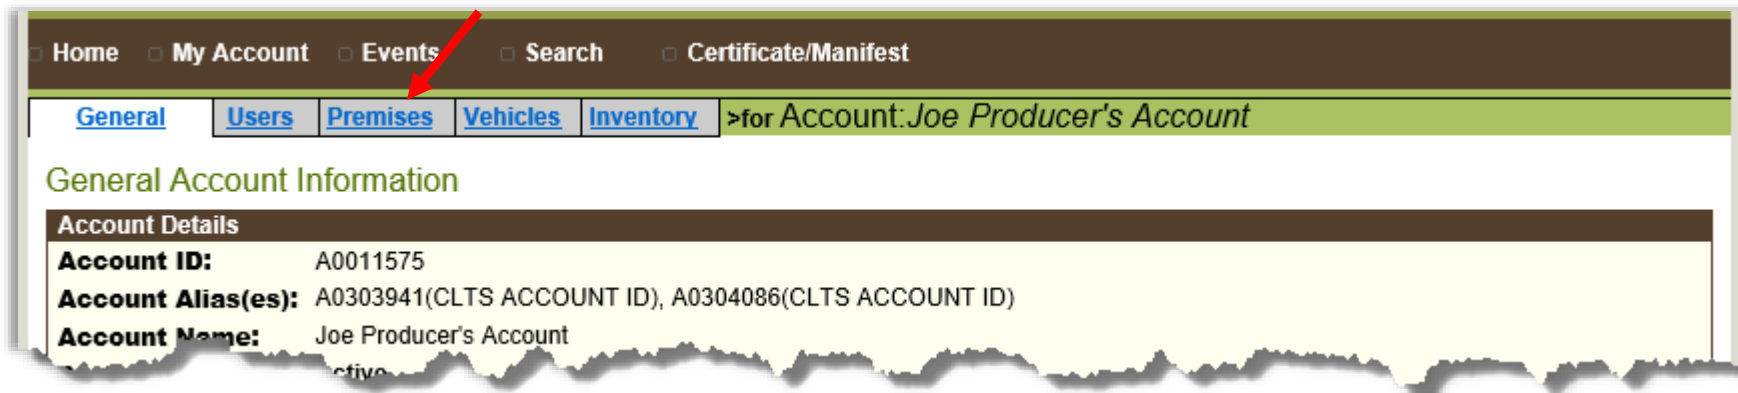 Home My Account Events Search Certificate/Manifest
General Users Premises Vehicles Inventory >for Account:Joe Producer's Account
General Account Information
Account Details
Account ID: A0011575
Account Alias(es): A0303941(CLTS ACCOUNT ID), A0304086(CLTS ACCOUNT ID)
Account Name: Joe Producer's Account